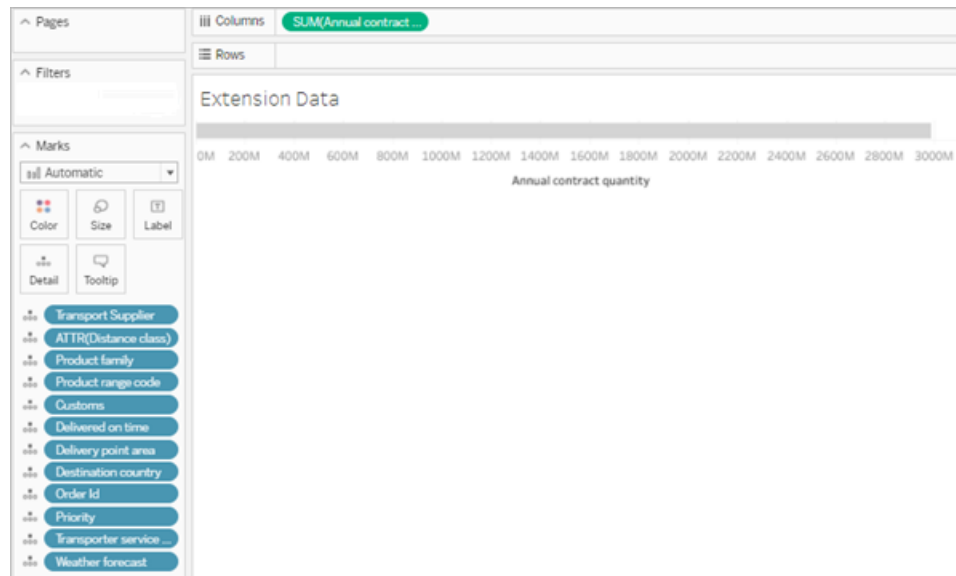 Pages
Columns
SUM(Annual contract ...
Rows
Filters
Extension Data
Marks
Automatic
Color
Size
Label
Detail
Tooltip
Transport Supplier
ATTR(Distance class)
Product family
Product range code
Customs
Delivered on time
Delivery point area
Destination country
Order Id
Priority
Transporter service ...
Weather forecast
0M 200M 400M 600M 800M 1000M 1200M 1400M 1600M 1800M 2000M 2200M 2400M 2600M 2800M 3000M
Annual contract quantity